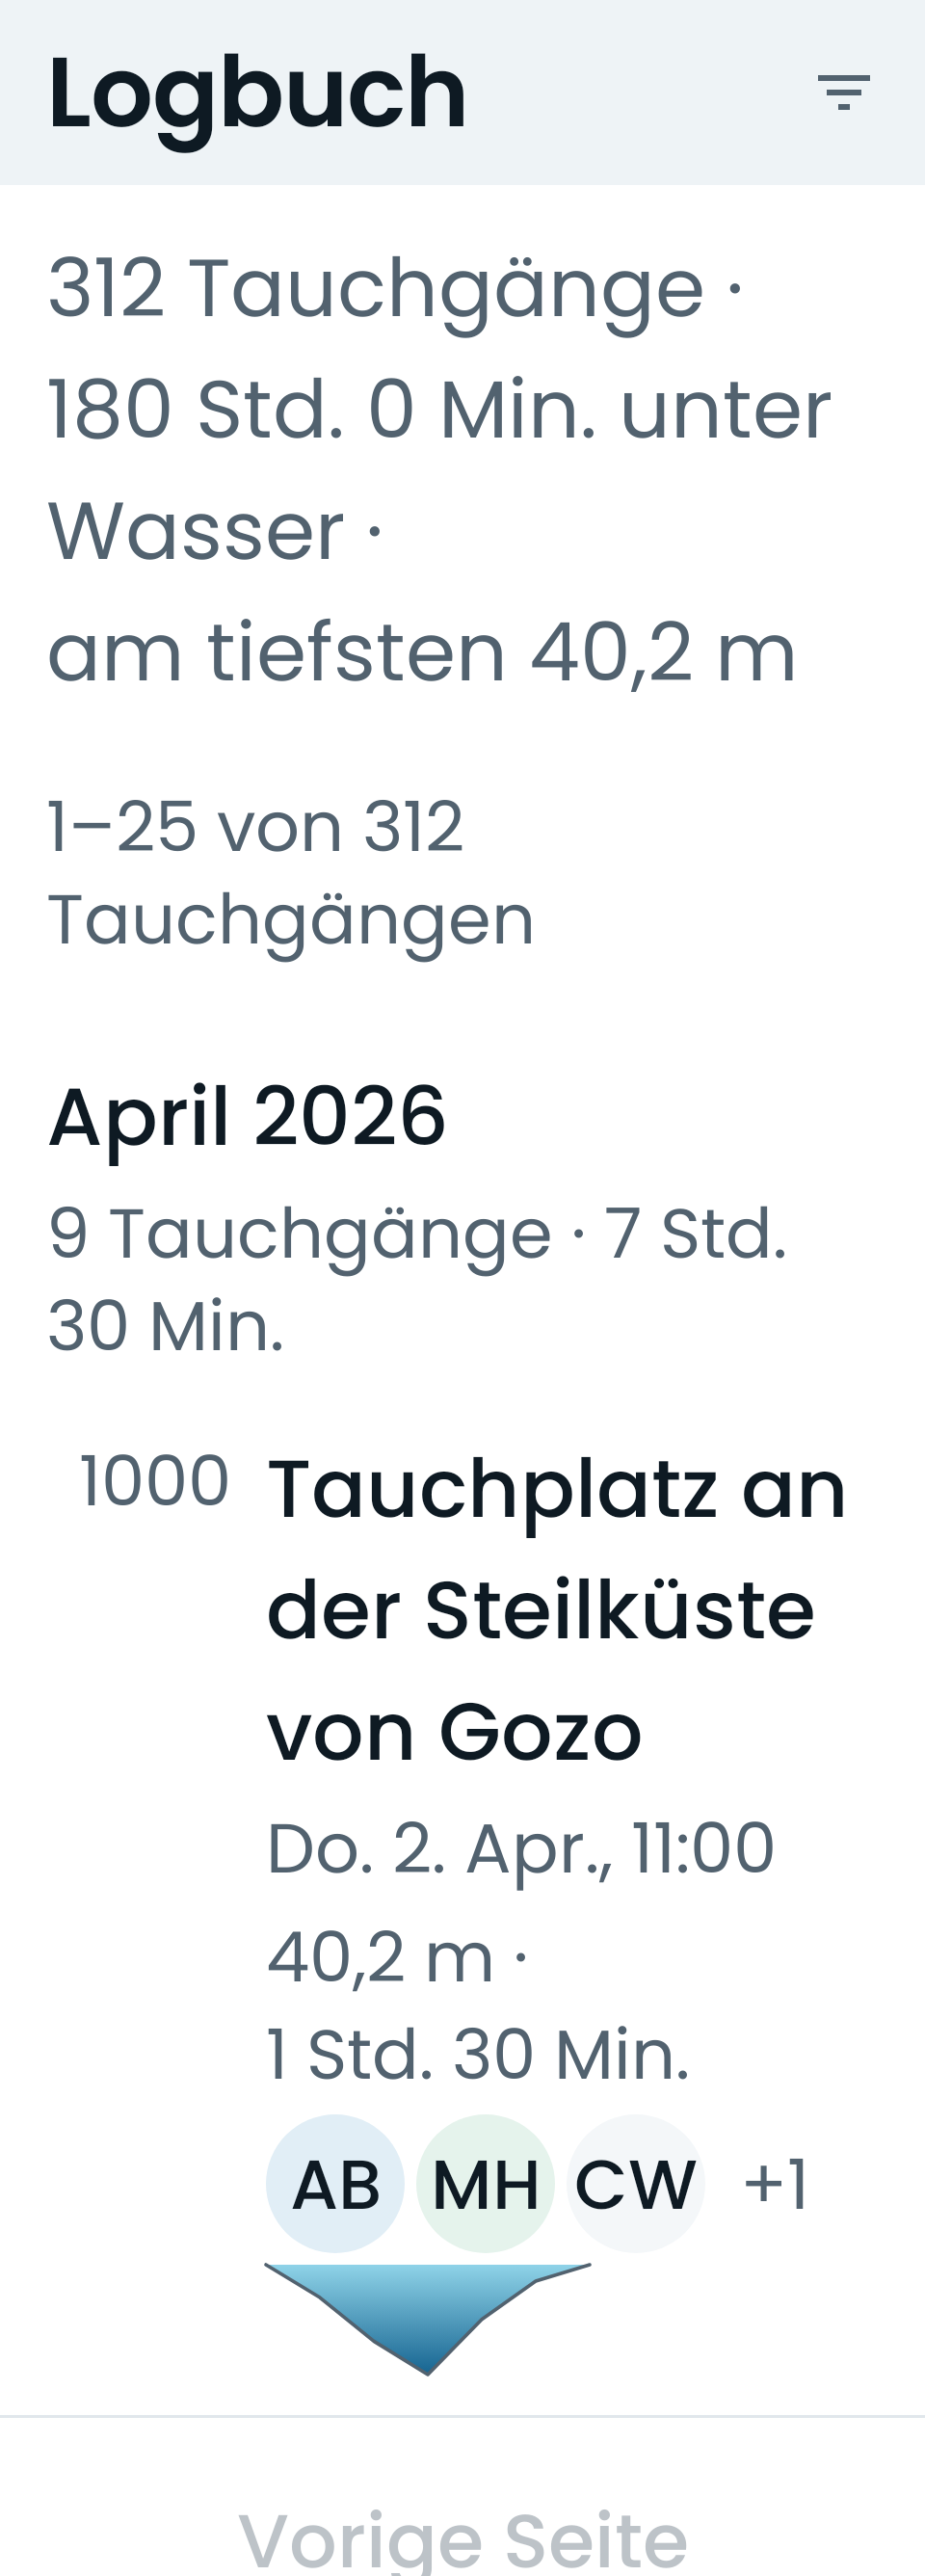 Logbuch
312 Tauchgänge ·
180 Std. 0 Min. unter
Wasser ·
am tiefsten 40,2 m
1–25 von 312
Tauchgängen
April 2026
9 Tauchgänge · 7 Std.
30 Min.
1000 Tauchplatz an
der Steilküste
von Gozo
Do. 2. Apr., 11:00
40,2 m ·
1 Std. 30 Min.
AB MH CW +1
Vorige Seite